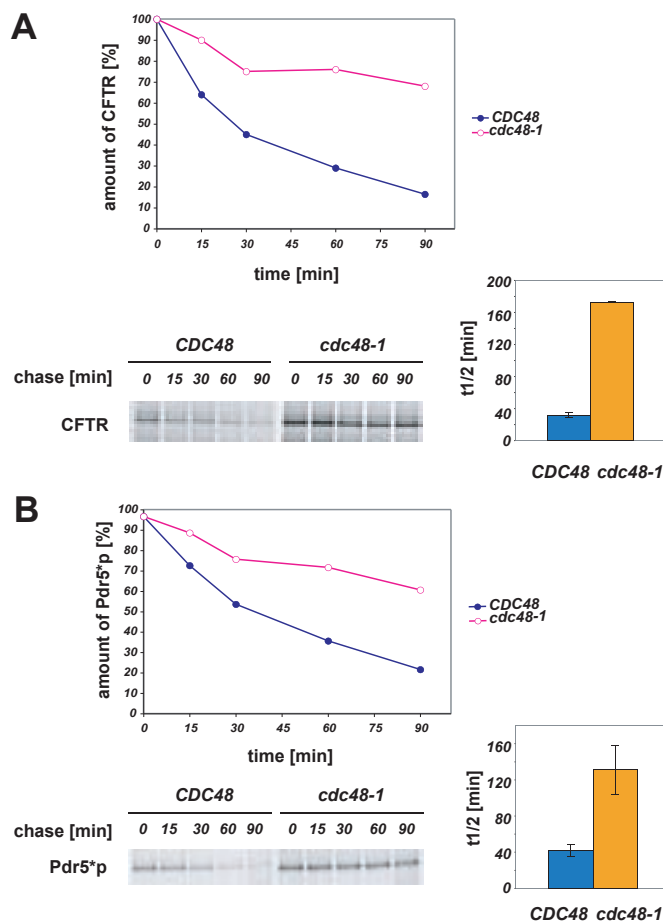 A
amount of CFTR [%]
100
90
80
70
60
50
40
30
20
10
0
0 15 30 45 60 75 90
time [min]
CDC48
cdc48-1
CDC48 cdc48-1
chase [min] 0 15 30 60 90 0 15 30 60 90
CFTR
t1/2 [min]
200
160
120
80
40
0
CDC48 cdc48-1
B
amount of Pdr5*p [%]
100
90
80
70
60
50
40
30
20
10
0
0 15 30 45 60 75 90
time [min]
CDC48
cdc48-1
CDC48 cdc48-1
chase [min] 0 15 30 60 90 0 15 30 60 90
Pdr5*p
t1/2 [min]
160
120
80
40
0
CDC48 cdc48-1